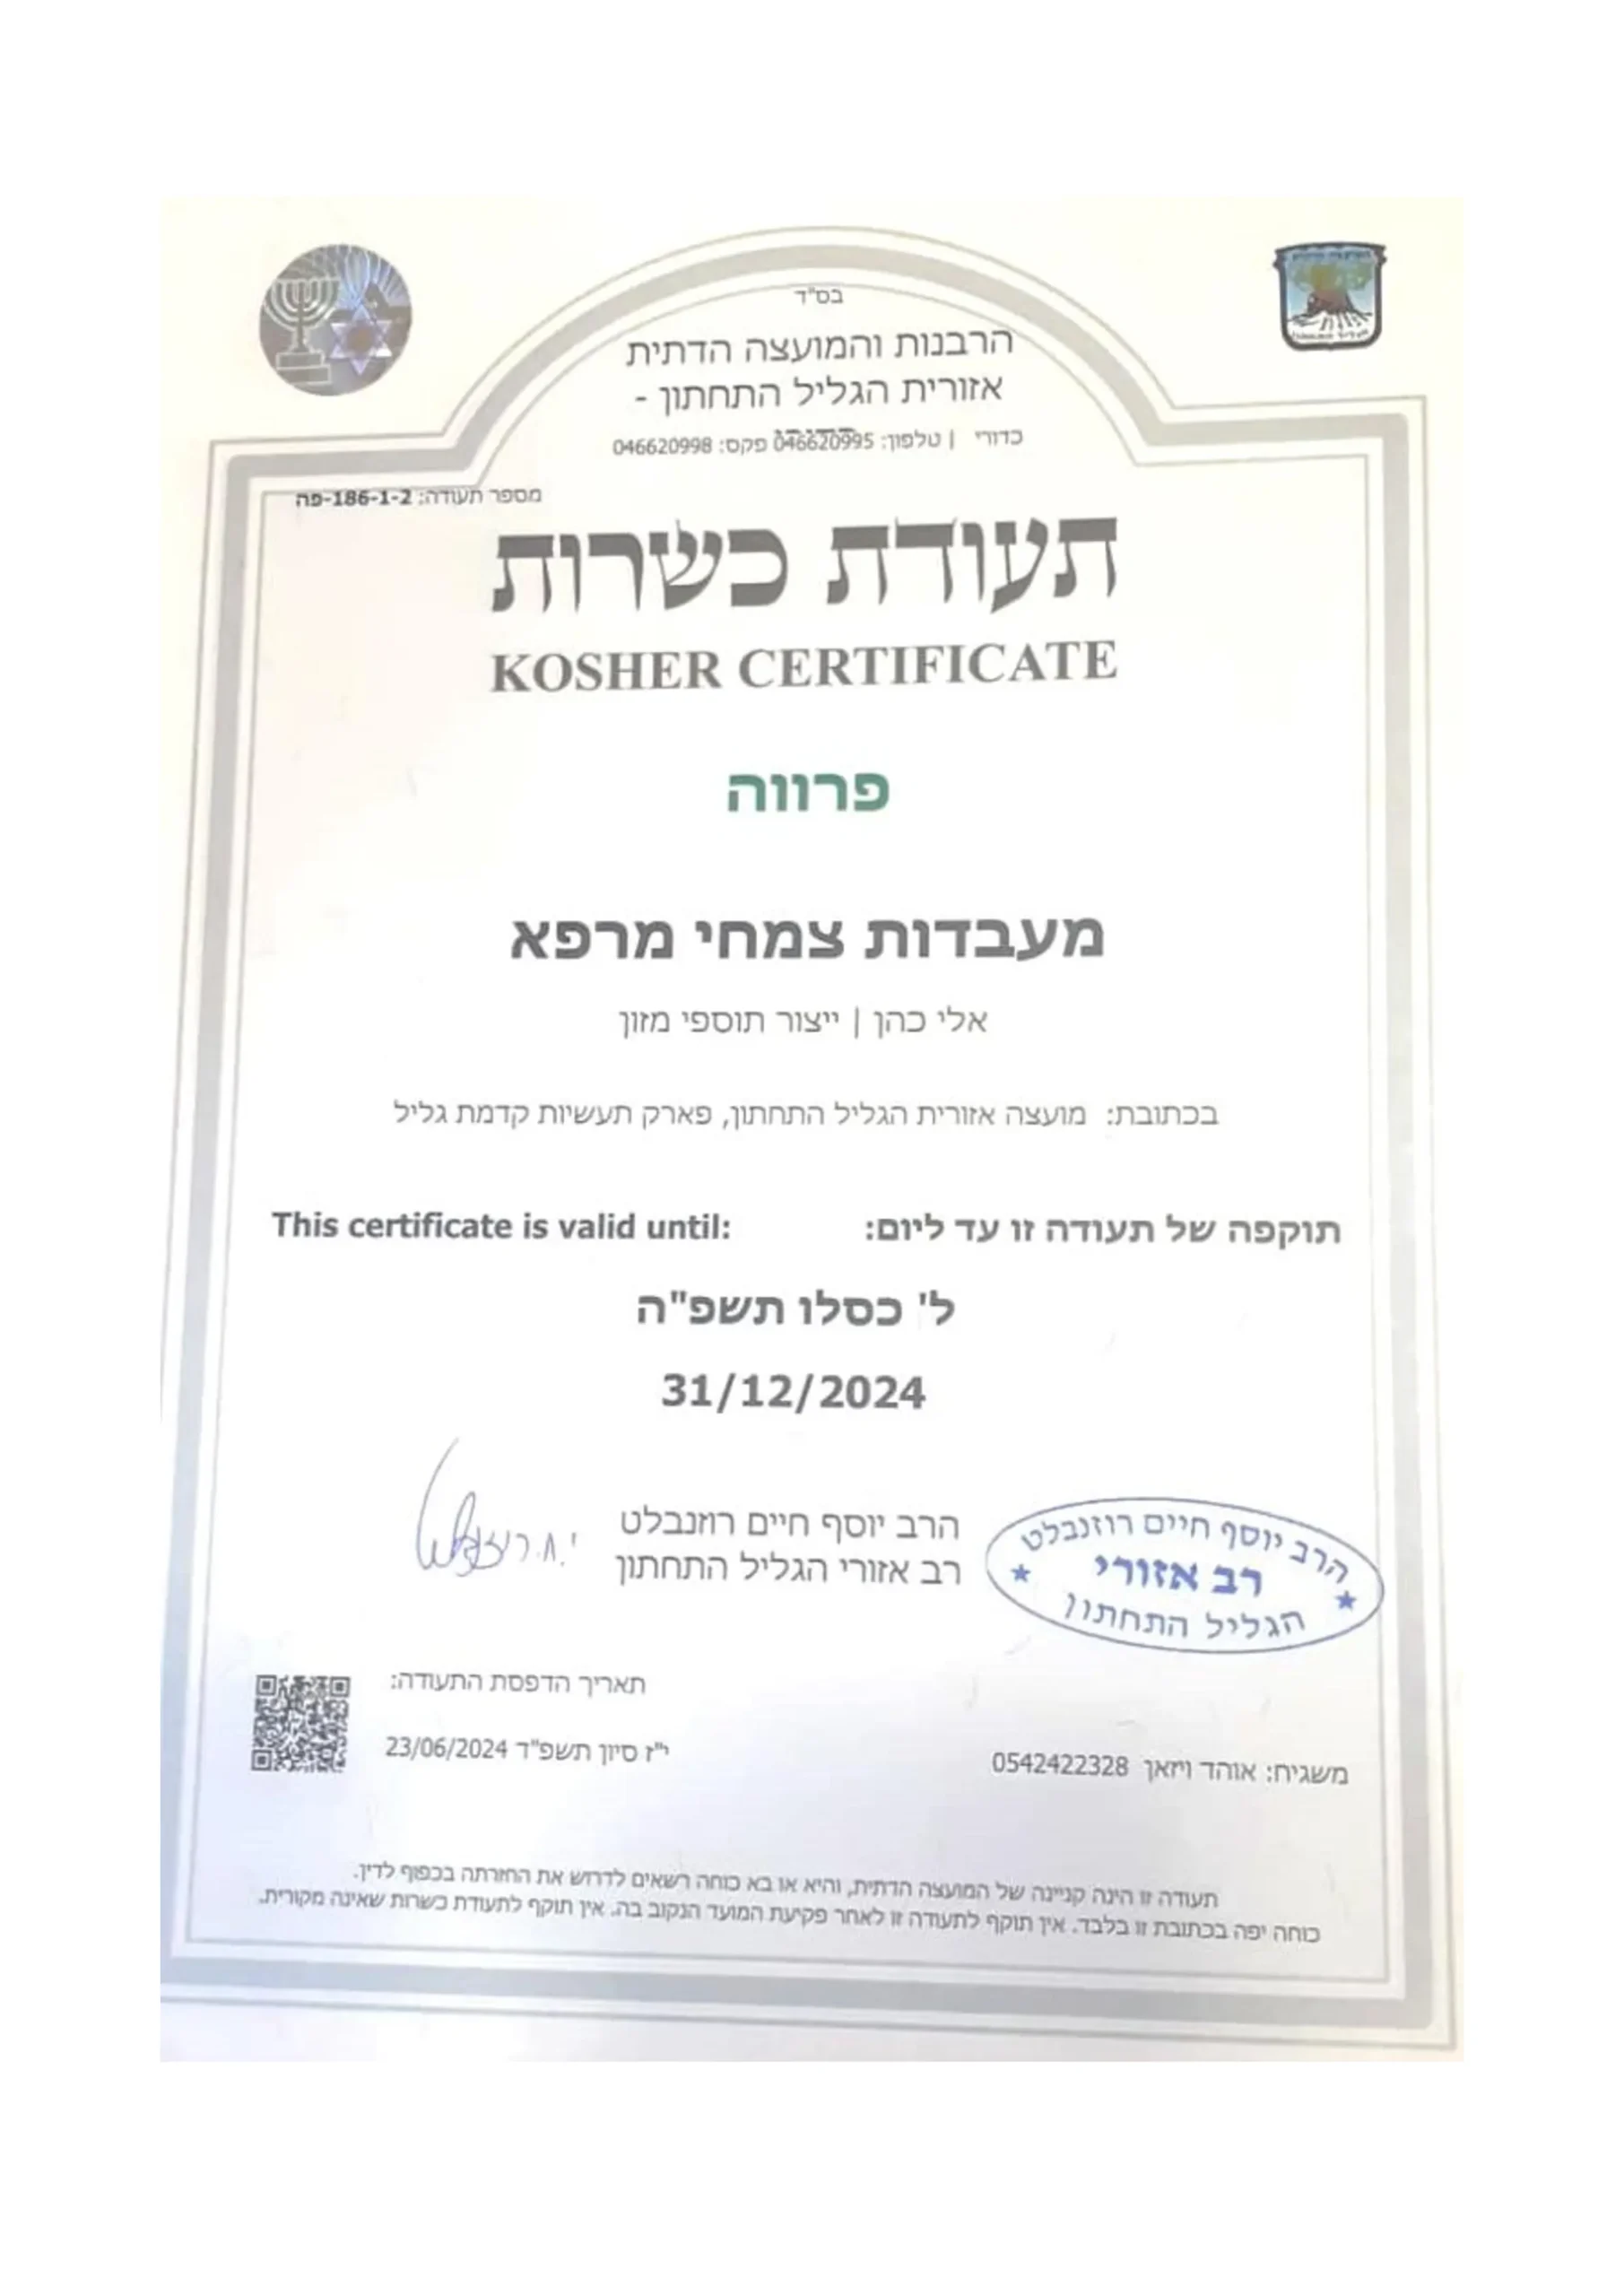 בס"ד
הרבנות והמועצה הדתית
אזורית הגליל התחתון -
כדורי | טלפון: 046620995 פקס: 046620998
מספר תעודה: 186-1-2-פה
תעודת כשרות
KOSHER CERTIFICATE
פרווה
מעבדות צמחי מרפא
אלי כהן | ייצור תוספי מזון
בכתובת: מועצה אזורית הגליל התחתון, פארק תעשיות קדמת גליל
תוקפה של תעודה זו עד ליום:
This certificate is valid until:
ל' כסלו תשפ"ה
31/12/2024
הרב יוסף חיים רוזנבלט
רב אזורי
הגליל התחתון
הרב יוסף חיים רוזנבלט
רב אזורי הגליל התחתון
תאריך הדפסת התעודה:
י"ז סיון תשפ"ד 23/06/2024
משגיח: אוהד ויזאן 0542422328
תעודה זו הינה קניינה של המועצה הדתית, והיא או בא כוחה רשאים לדרוש את החזרתה בכפוף לדין.
כוחה יפה בכתובת זו בלבד. אין תוקף לתעודה זו לאחר פקיעת המועד הנקוב בה. אין תוקף לתעודת כשרות שאינה מקורית.